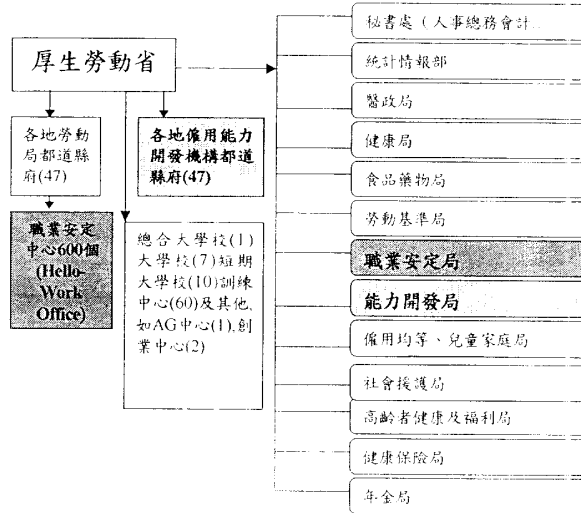 厚生勞動省
各地勞動
局都道縣
府(47)
職業安定
中心600個
(Hello-
Work
Office)
各地僱用能力
開發機構都道
縣府(47)
總合大學校(1)
大學校(7)短期
大學校(10)訓練
中心(60)及其他,
如AG中心(1),創
業中心(2)
秘書處（人事總務會計...
統計情報部
醫政局
健康局
食品藥物局
勞動基準局
職業安定局
能力開發局
僱用均等、兒童家庭局
社會援護局
高齡者健康及福利局
健康保險局
年金局